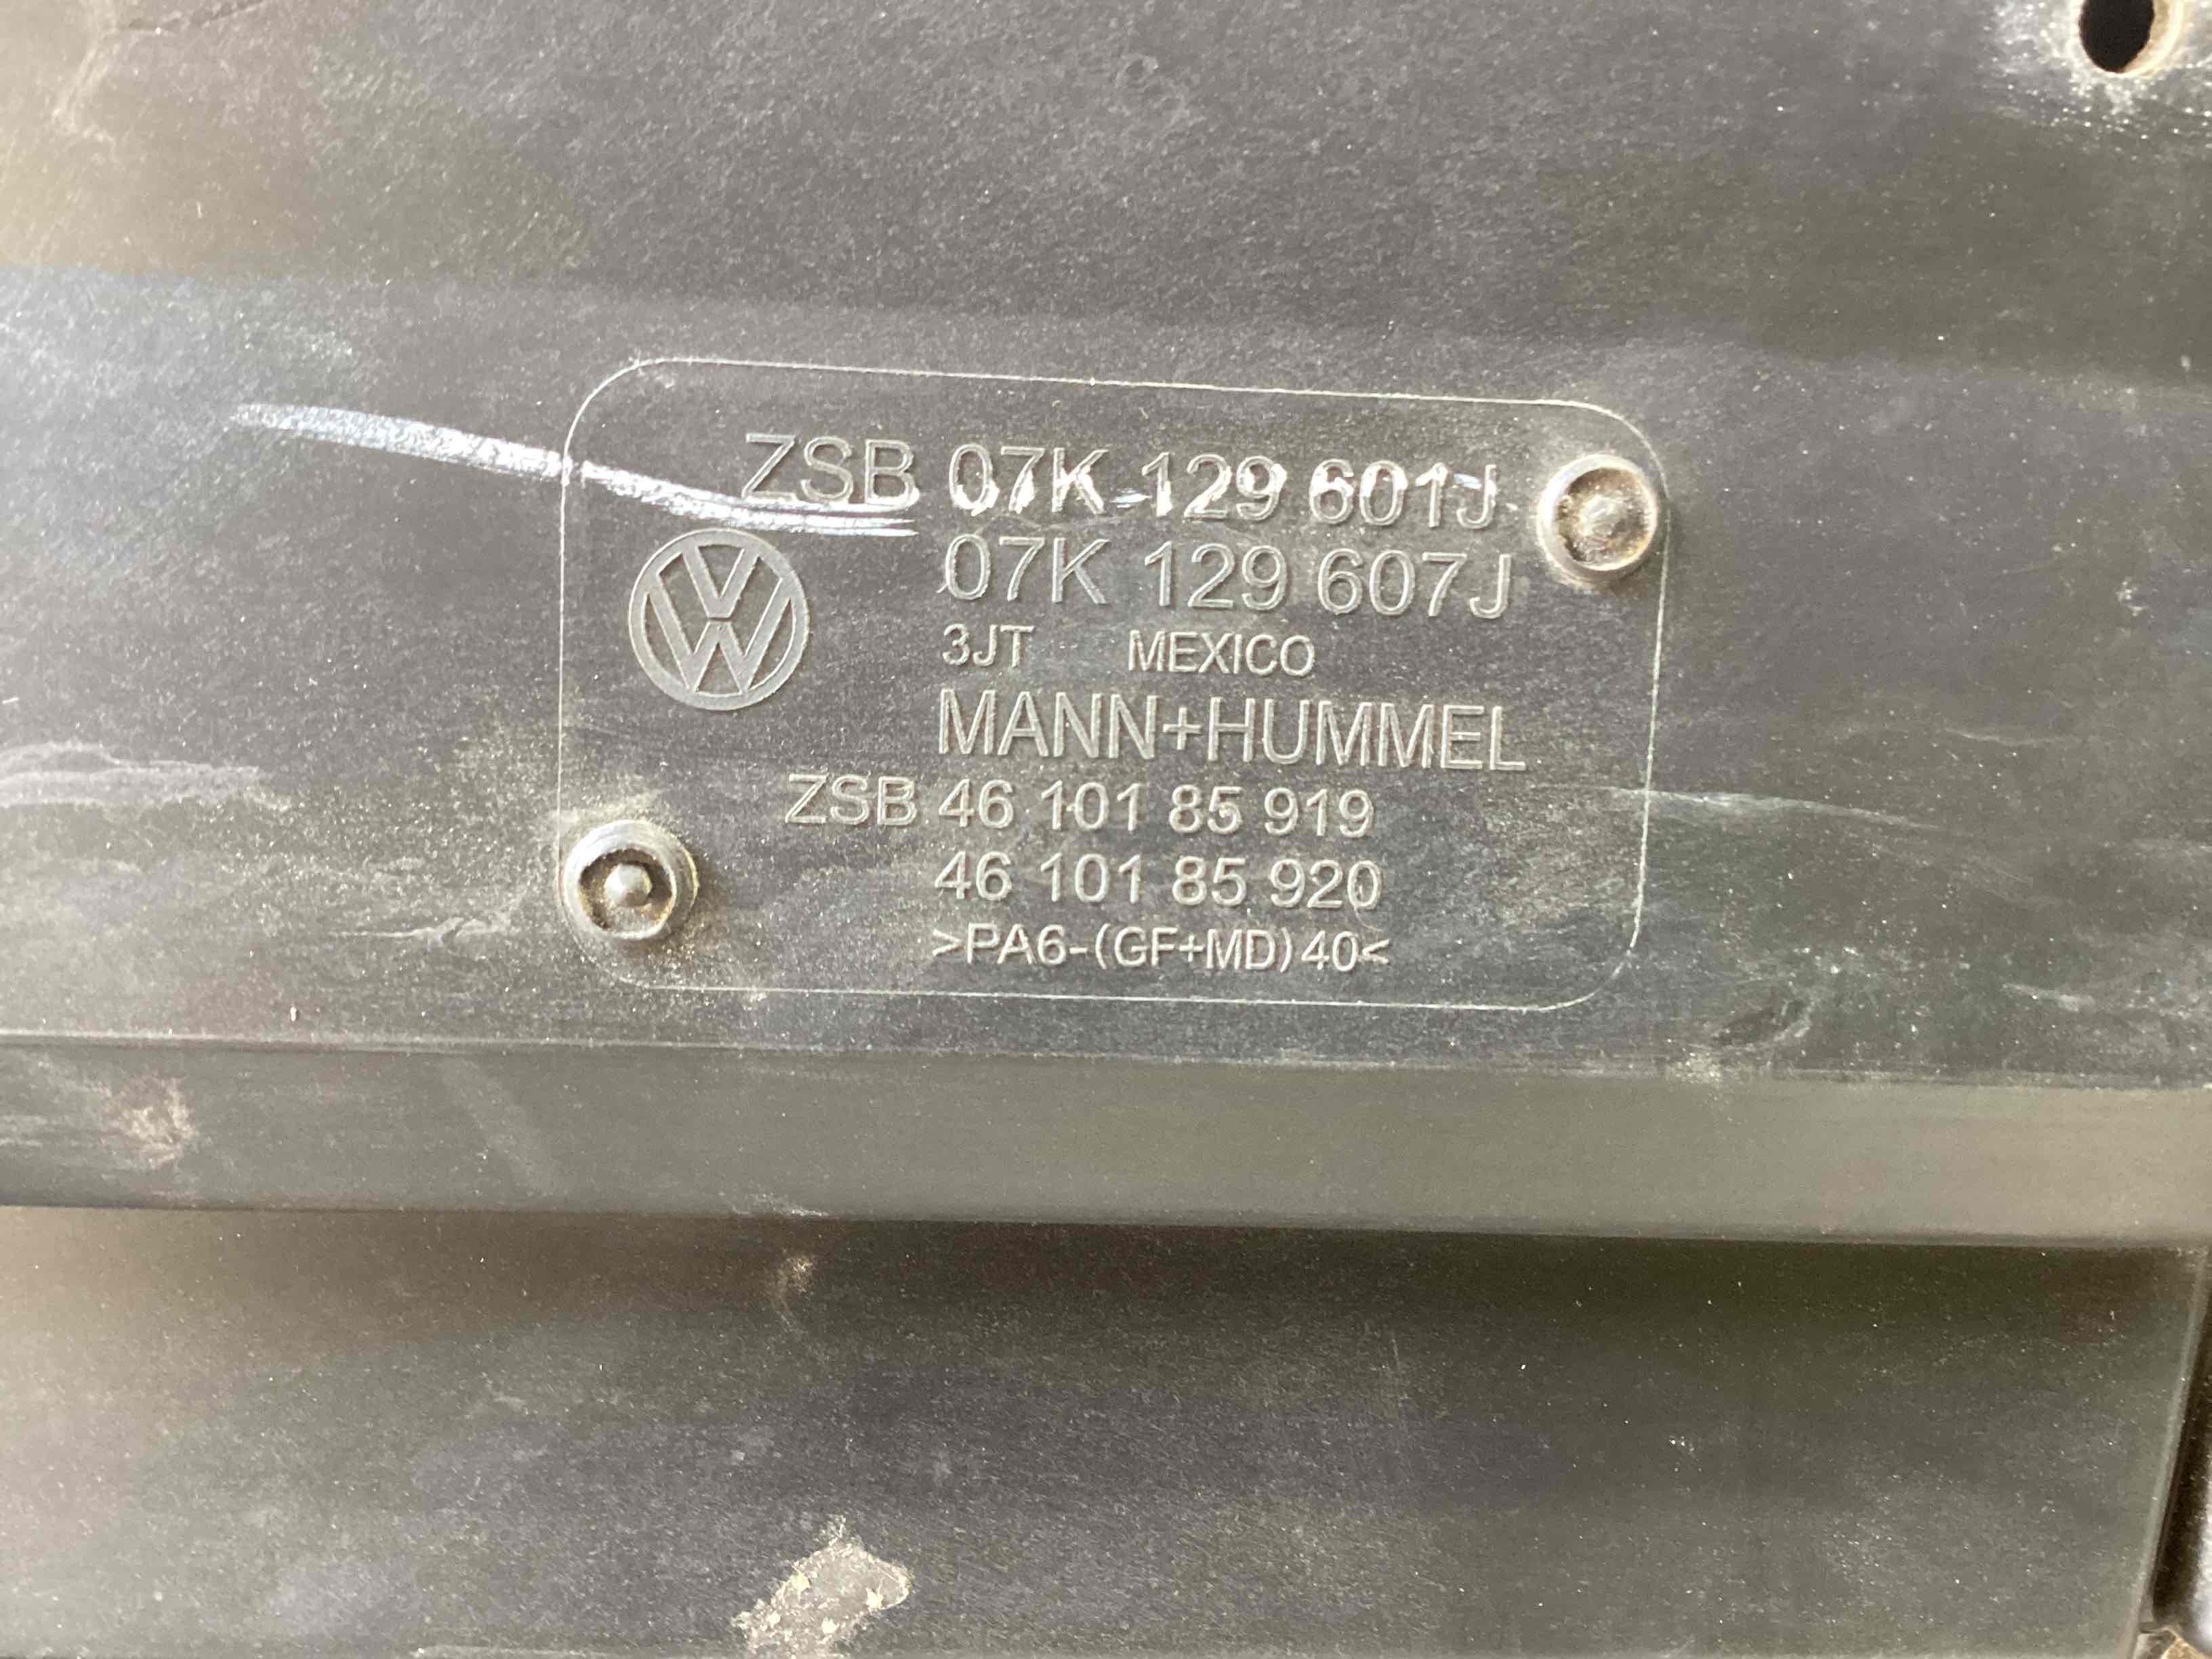 ZSB 07K 129 601J
07K 129 607J
3JT MEXICO
MANN+HUMMEL
ZSB 46 101 85 919
46 101 85 920
>PA6-(GF+MD)40<